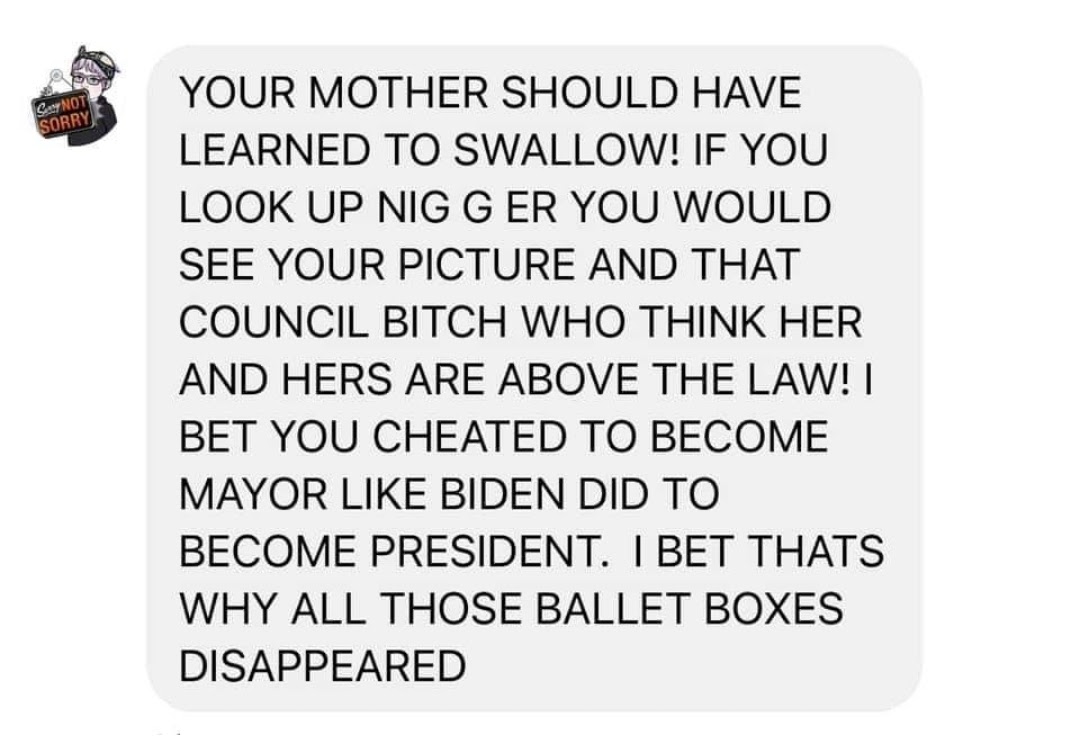 Sorry NOT
SORRY
YOUR MOTHER SHOULD HAVE
LEARNED TO SWALLOW! IF YOU
LOOK UP NIG G ER YOU WOULD
SEE YOUR PICTURE AND THAT
COUNCIL BITCH WHO THINK HER
AND HERS ARE ABOVE THE LAW! I
BET YOU CHEATED TO BECOME
MAYOR LIKE BIDEN DID TO
BECOME PRESIDENT.  I BET THATS
WHY ALL THOSE BALLET BOXES
DISAPPEARED